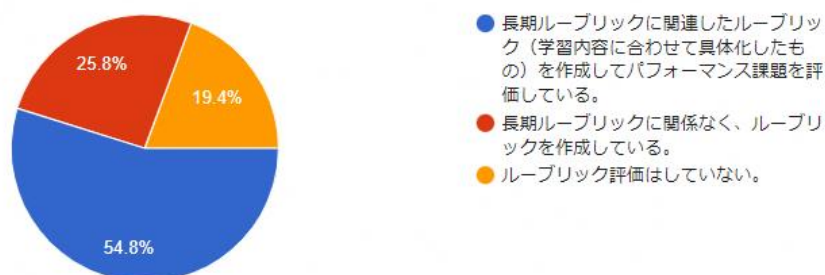 25.8%
19.4%
54.8%
長期ルーブリックに関連したルーブリッ
ク（学習内容に合わせて具体化したも
の）を作成してパフォーマンス課題を評
価している。
長期ルーブリックに関係なく、ルーブリ
ックを作成している。
ルーブリック評価はしていない。